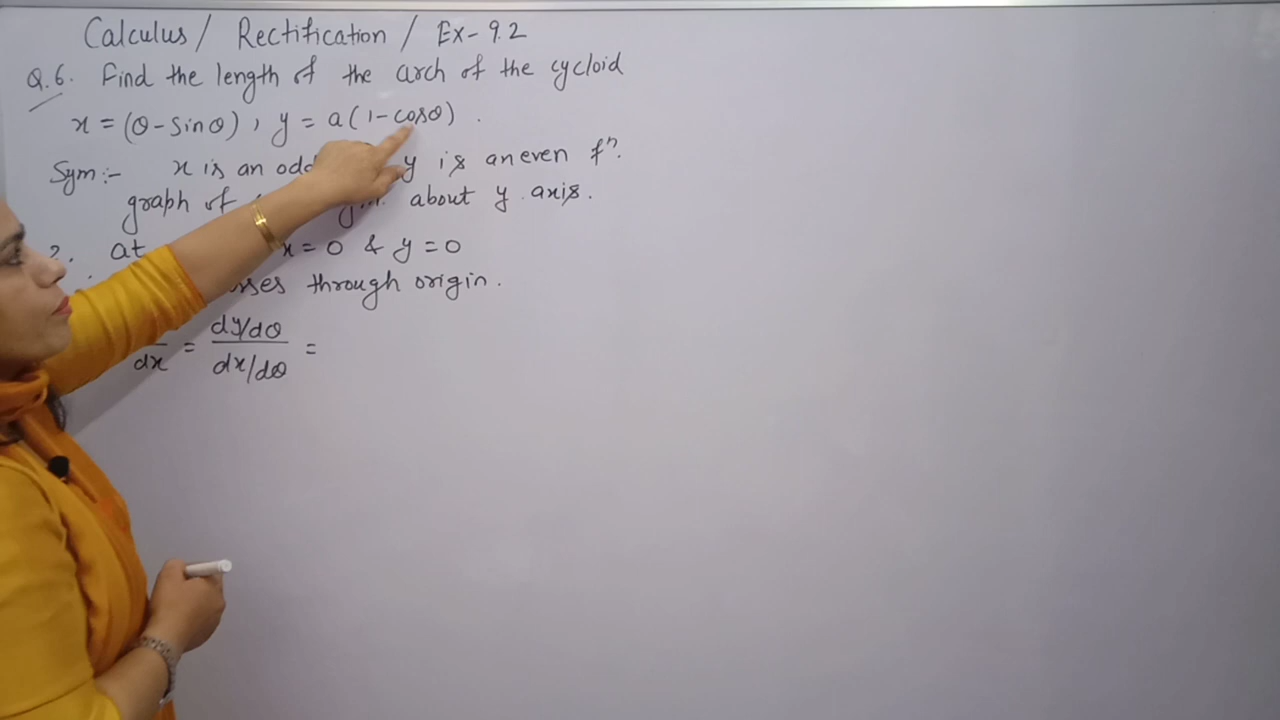 Calculus / Rectification / Ex- 9.2
Q.6. Find the length of the arch of the cycloid
x = (θ - Sinθ) , y = a(1-cosθ) .
Sym:- x is an odd y is an even fⁿ.
graph of about y axis.
2. at x = 0 & y = 0
through origin.
dy/dθ
dx = =
dx/dθ